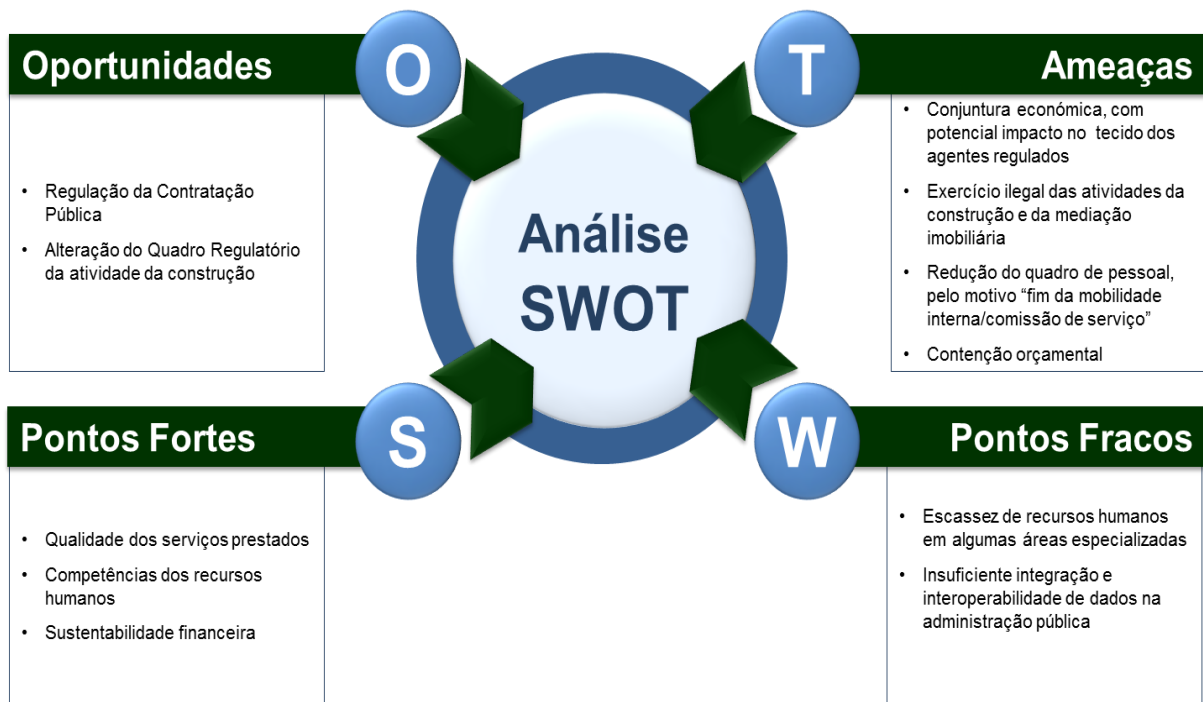 Oportunidades
O
• Regulação da Contratação
Pública
• Alteração do Quadro Regulatório
da atividade da construção
T
Ameaças
• Conjuntura económica, com
potencial impacto no tecido dos
agentes regulados
• Exercício ilegal das atividades da
construção e da mediação
imobiliária
• Redução do quadro de pessoal,
pelo motivo “fim da mobilidade
interna/comissão de serviço”
• Contenção orçamental
Análise
SWOT
Pontos Fortes
S
• Qualidade dos serviços prestados
• Competências dos recursos
humanos
• Sustentabilidade financeira
W
Pontos Fracos
• Escassez de recursos humanos
em algumas áreas especializadas
• Insuficiente integração e
interoperabilidade de dados na
administração pública